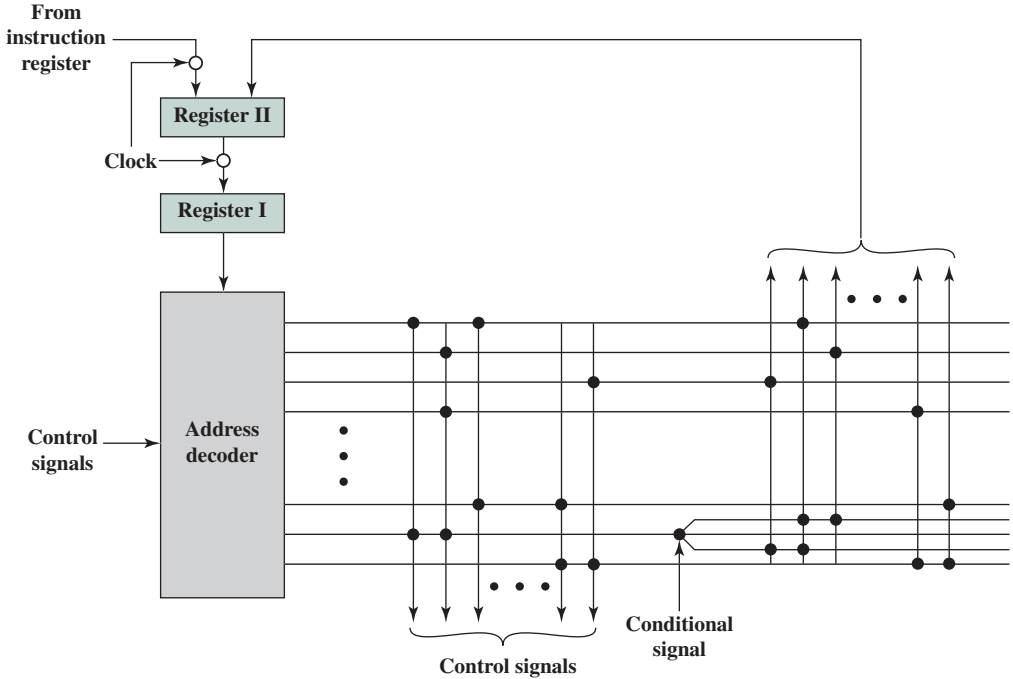 From
instruction
register
Register II
Clock
Register I
Address
decoder
Control
signals
Conditional
signal
Control signals